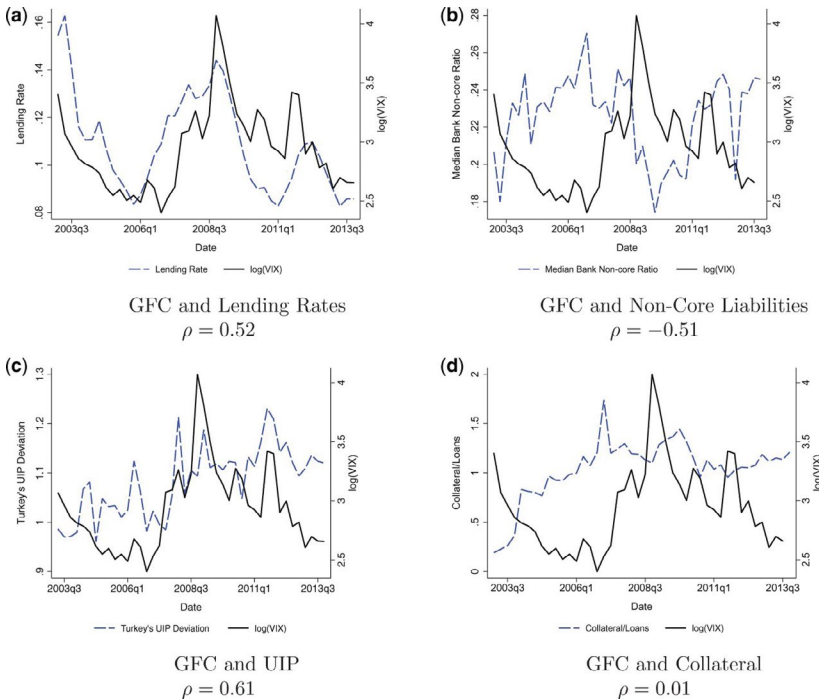 (a)
Lending Rate
.16
.14
.12
.1
.08
4
3.5
3
2.5
log(VIX)
2003q3 2006q1 2008q3 2011q1 2013q3
Date
Lending Rate log(VIX)
GFC and Lending Rates
ρ = 0.52
(b)
Median Bank Non-core Ratio
.28
.26
.24
.22
.2
.18
4
3.5
3
2.5
log(VIX)
2003q3 2006q1 2008q3 2011q1 2013q3
Date
Median Bank Non-core Ratio log(VIX)
GFC and Non-Core Liabilities
ρ = −0.51
(c)
Turkey's UIP Deviation
1.3
1.2
1.1
1
.9
4
3.5
3
2.5
log(VIX)
2003q3 2006q1 2008q3 2011q1 2013q3
Date
Turkey's UIP Deviation log(VIX)
GFC and UIP
ρ = 0.61
(d)
Collateral/Loans
2
1.5
1
.5
0
4
3.5
3
2.5
log(VIX)
2003q3 2006q1 2008q3 2011q1 2013q3
Date
Collateral/Loans log(VIX)
GFC and Collateral
ρ = 0.01